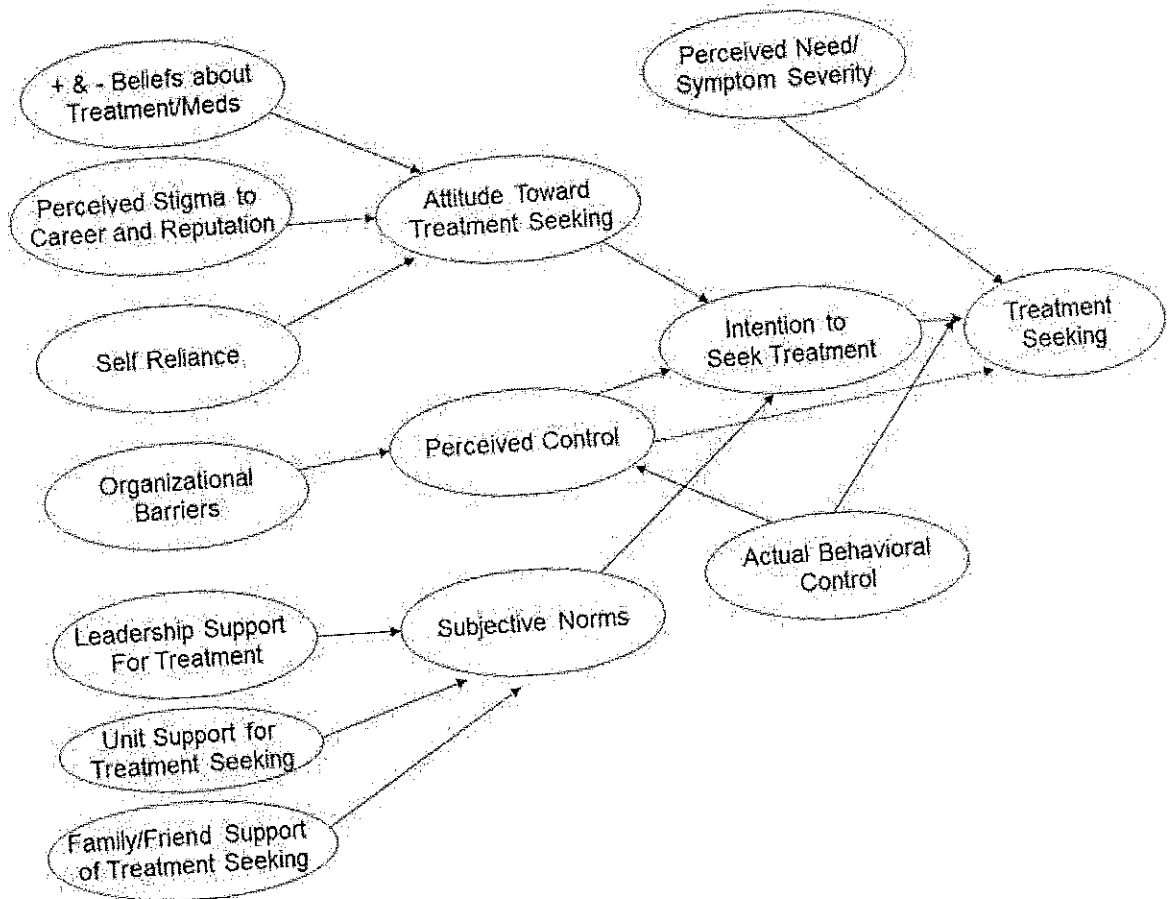 + & - Beliefs about
Treatment/Meds
Perceived Need/
Symptom Severity
Perceived Stigma to
Career and Reputation
Attitude Toward
Treatment Seeking
Self Reliance
Intention to
Seek Treatment
Treatment
Seeking
Perceived Control
Organizational
Barriers
Actual Behavioral
Control
Leadership Support
For Treatment
Subjective Norms
Unit Support for
Treatment Seeking
Family/Friend Support
of Treatment Seeking